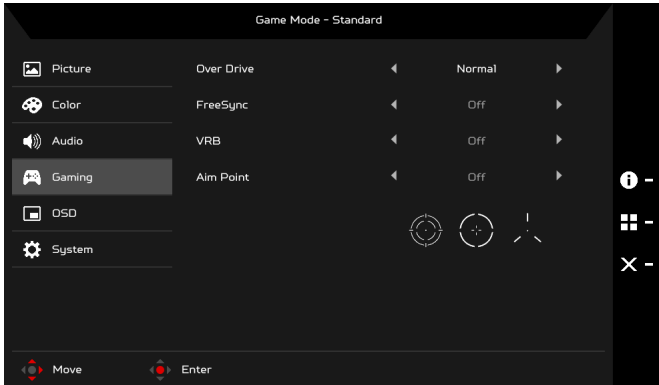 Game Mode - Standard
Picture
Over Drive
Normal
Color
FreeSync
Off
Audio
VRB
Off
Gaming
Aim Point
Off
OSD
System
Move
Enter